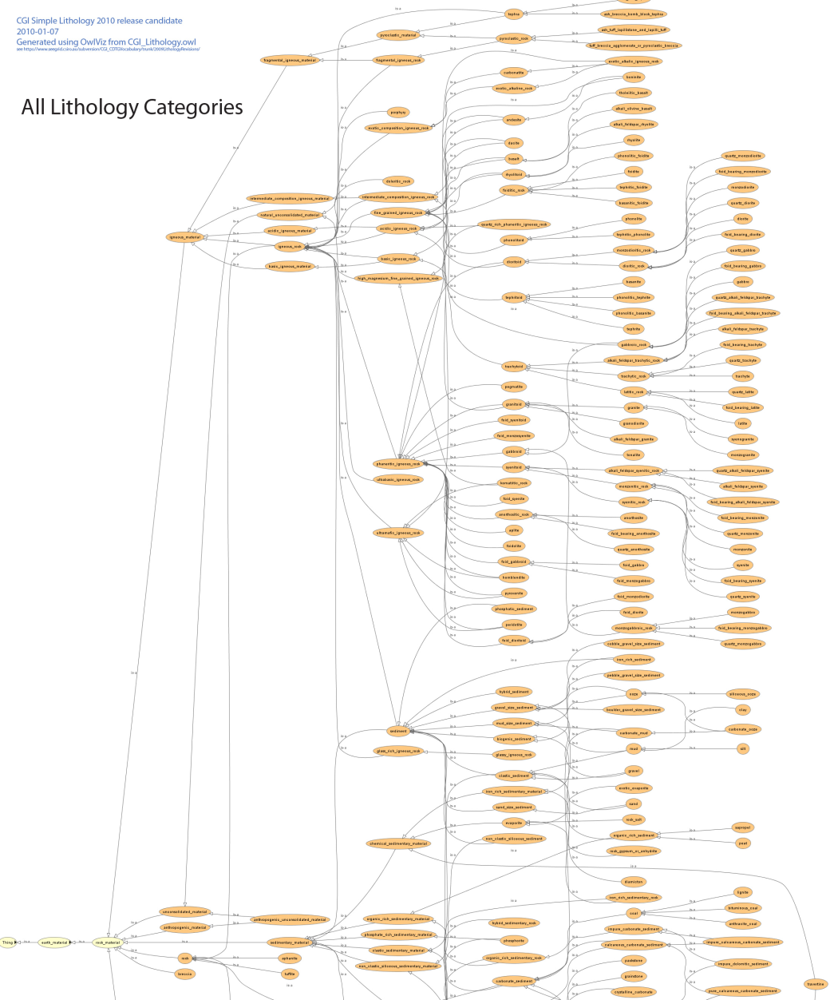 CGI Simple Lithology 2010 release candidate
2010-01-07
Generated using OwlViz from CGI_Lithology.owl
All Lithology Categories
tephra
ash_breccia_bomb_block_tephra
pyroclastic_material
ash_tuff_lapillistone_and_lapilli_tuff
pyroclastic_rock
tuff_breccia_agglomerate_or_pyroclastic_breccia
fragmental_igneous_material
fragmental_igneous_rock
exotic_alkalic_igneous_rock
carbonatite
boninite
exotic_alkaline_rock
tholeiitic_basalt
alkali_olivine_basalt
porphyry
andesite
alkali_feldspar_rhyolite
exotic_composition_igneous_rock
rhyolite
dacite
phonolitic_foidite
quartz_monzodiorite
basalt
foidite
foid_bearing_monzodiorite
rhyolitoid
doleritic_rock
tephritic_foidite
monzodiorite
foiditic_rock
intermediate_composition_igneous_material
intermediate_composition_igneous_rock
basanitic_foidite
quartz_diorite
natural_unconsolidated_material
fine_grained_igneous_rock
phonolite
diorite
quartz_rich_phaneritic_igneous_rock
acidic_igneous_material
acidic_igneous_rock
tephritic_phonolite
foid_bearing_diorite
igneous_material
igneous_rock
phonolitoid
monzodioritic_rock
quartz_gabbro
basic_igneous_material
basic_igneous_rock
dioritoid
dioritic_rock
foid_bearing_gabbro
high_magnesium_fine_grained_igneous_rock
basanite
gabbro
tephritoid
phonolitic_tephrite
quartz_alkali_feldspar_trachyte
phonolitic_basanite
foid_bearing_alkali_feldspar_trachyte
tephrite
alkali_feldspar_trachyte
gabbroic_rock
foid_bearing_trachyte
alkali_feldspar_trachytic_rock
quartz_trachyte
trachytoid
trachytic_rock
trachyte
pegmatite
latitic_rock
quartz_latite
granitoid
granite
foid_bearing_latite
foid_syenitoid
granodiorite
latite
foid_monzosyenite
alkali_feldspar_granite
syenogranite
gabbroid
tonalite
monzogranite
phaneritic_igneous_rock
syenitoid
alkali_feldspar_syenitic_rock
quartz_alkali_feldspar_syenite
ultrabasic_igneous_rock
komatiitic_rock
monzonitic_rock
alkali_feldspar_syenite
foid_syenite
syenitic_rock
foid_bearing_alkali_feldspar_syenite
anorthositic_rock
anorthosite
foid_bearing_monzonite
ultramafic_igneous_rock
aplite
foid_bearing_anorthosite
quartz_monzonite
foidolite
quartz_anorthosite
monzonite
foid_gabbroid
foid_gabbro
syenite
hornblendite
foid_monzogabbro
foid_bearing_syenite
pyroxenite
foid_monzodiorite
quartz_syenite
phosphatic_sediment
foid_diorite
monzogabbro
peridotite
monzogabbroic_rock
foid_bearing_monzogabbro
foid_dioritoid
cobble_gravel_size_sediment
quartz_monzogabbro
iron_rich_sediment
pebble_gravel_size_sediment
hybrid_sediment
ooze
siliceous_ooze
gravel_size_sediment
boulder_gravel_size_sediment
clay
mud_size_sediment
sediment
carbonate_mud
carbonate_ooze
biogenic_sediment
glass_rich_igneous_rock
glassy_igneous_rock
mud
silt
clastic_sediment
gravel
iron_rich_sedimentary_material
exotic_evaporite
sand_size_sediment
sand
evaporite
rock_salt
chemical_sedimentary_material
non_clastic_siliceous_sediment
organic_rich_sediment
sapropel
rock_gypsum_or_anhydrite
peat
diamicton
iron_rich_sedimentary_rock
lignite
unconsolidated_material
anthropogenic_unconsolidated_material
organic_rich_sedimentary_material
hybrid_sedimentary_rock
coal
bituminous_coal
anthropogenic_material
phosphate_rich_sedimentary_material
impure_carbonate_sediment
anthracite_coal
Thing
earth_material
rock_material
sedimentary_material
phosphorite
calcareous_carbonate_sediment
impure_calcareous_carbonate_sediment
clastic_sedimentary_material
rock
aphanite
organic_rich_sedimentary_rock
packstone
impure_dolomitic_sediment
non_clastic_siliceous_sedimentary_material
breccia
tuffite
carbonate_sediment
grainstone
travertine
crystalline_carbonate
pure_calcareous_carbonate_sediment